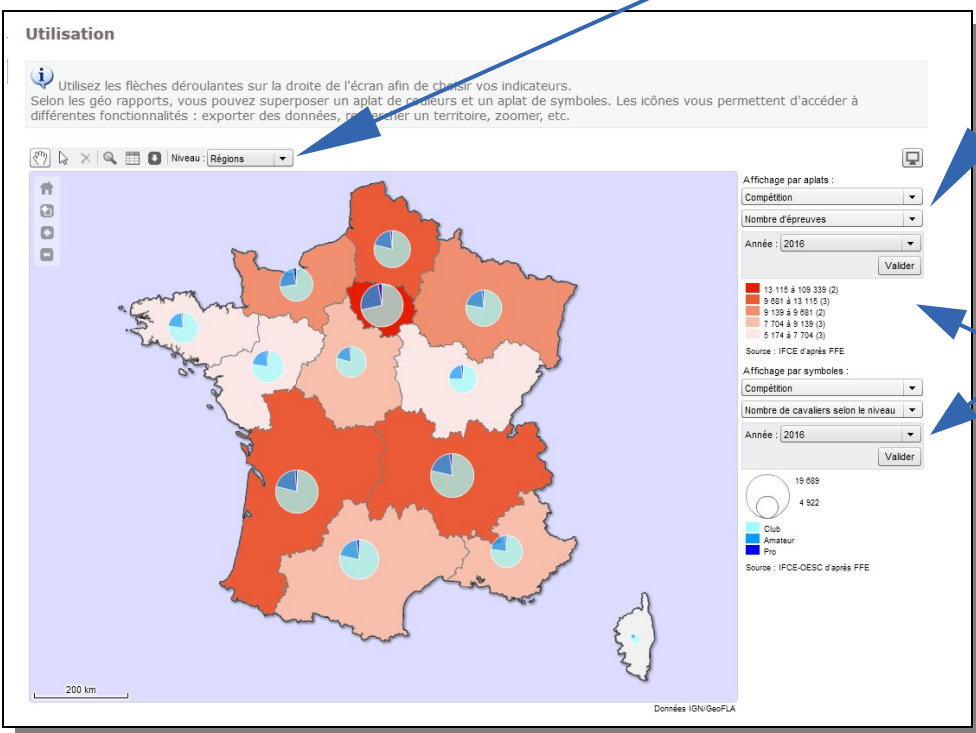 Utilisation
Utilisez les flèches déroulantes sur la droite de l'écran afin de choisir vos indicateurs.
Selon les géo rapports, vous pouvez superposer un aplat de couleurs et un aplat de symboles. Les icônes vous permettent d'accéder à
différentes fonctionnalités : exporter des données, rechercher un territoire, zoomer, etc.
Niveau : Régions
Affichage par aplats :
Compétition
Nombre d'épreuves
Année : 2016
Valider
13 115 à 109 339 (2)
9 681 à 13 115 (3)
9 139 à 9 681 (2)
7 704 à 9 139 (3)
5 174 à 7 704 (3)
Source : IFCE d'après FFE
Affichage par symboles :
Compétition
Nombre de cavaliers selon le niveau
Année : 2016
Valider
19 689
4 922
Club
Amateur
Pro
Source : IFCE-OESC d'après FFE
200 km
Données IGN/GeoFLA